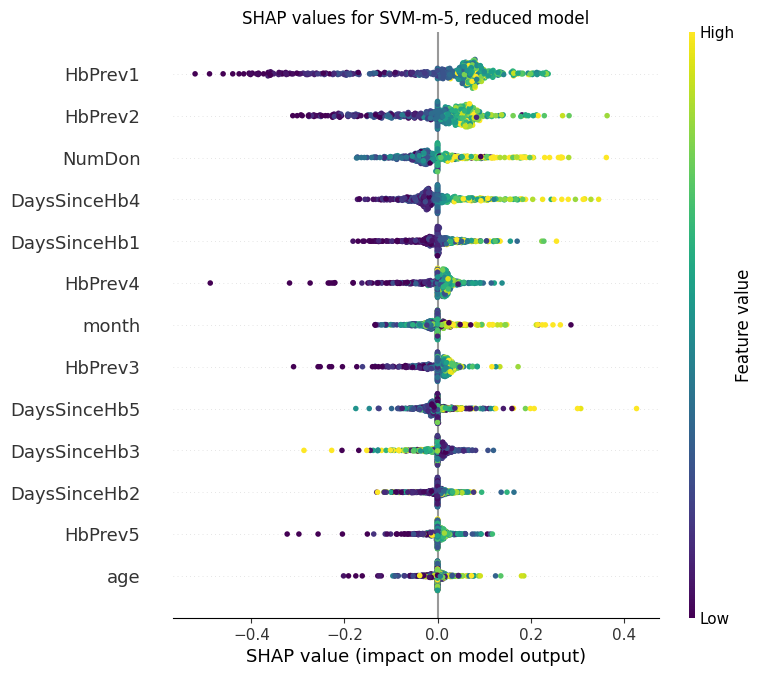 SHAP values for SVM-m-5, reduced model
High
HbPrev1
HbPrev2
NumDon
DaysSinceHb4
DaysSinceHb1
HbPrev4
month
HbPrev3
DaysSinceHb5
DaysSinceHb3
DaysSinceHb2
HbPrev5
age
Feature value
Low
−0.4 −0.2 0.0 0.2 0.4
SHAP value (impact on model output)